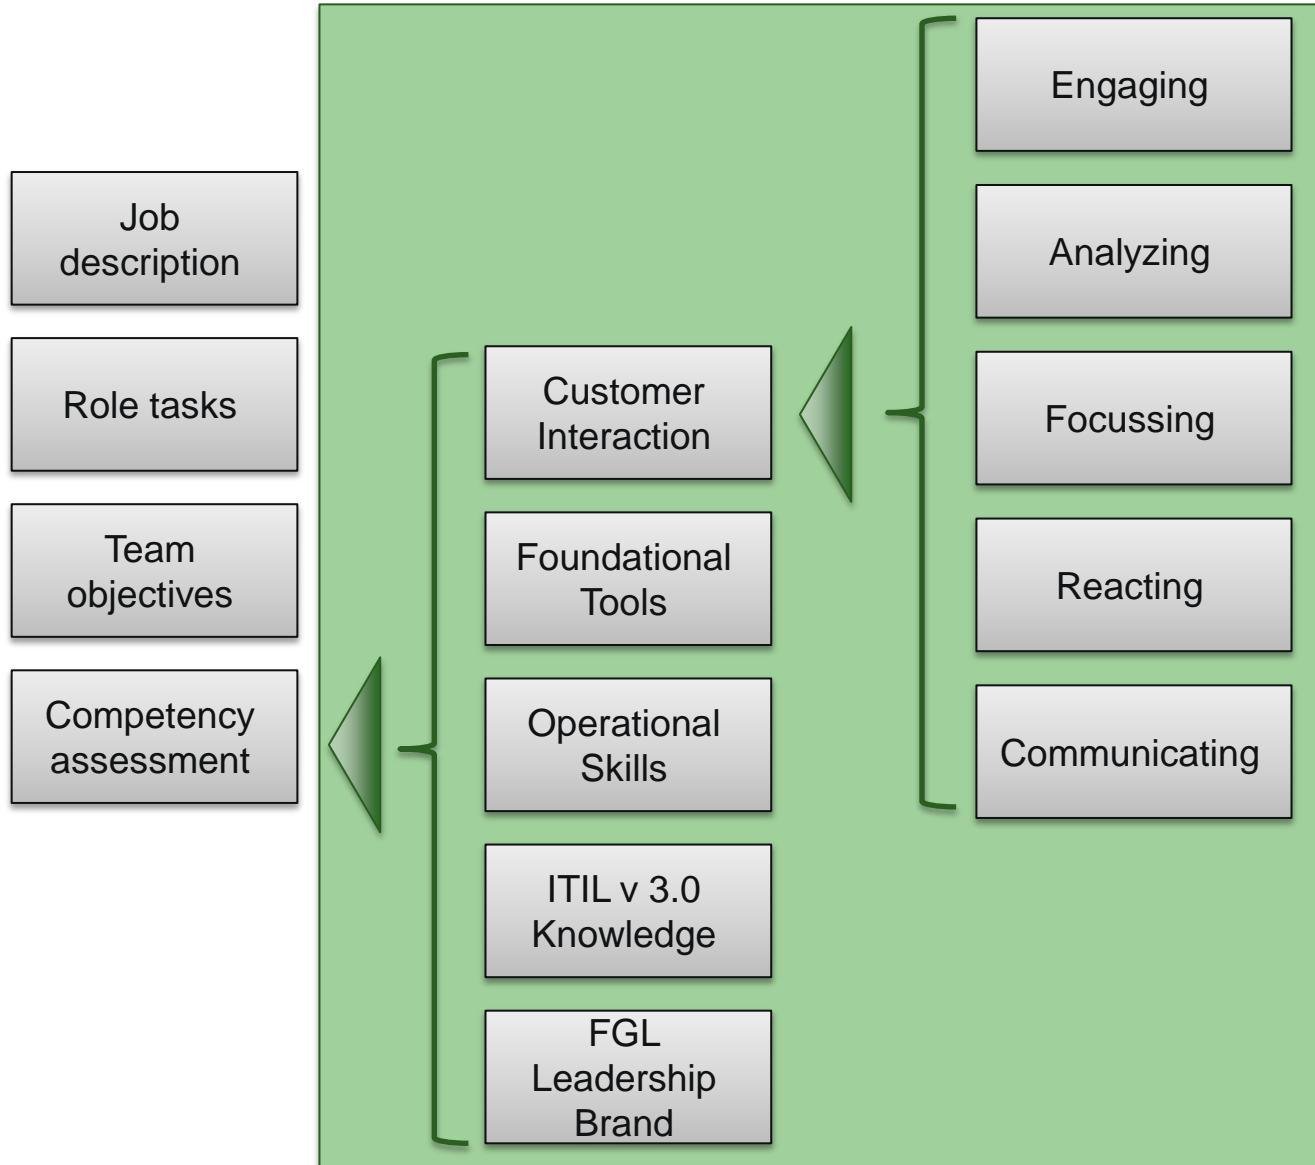 Job
description
Role tasks
Team
objectives
Competency
assessment
Customer
Interaction
Foundational
Tools
Operational
Skills
ITIL v 3.0
Knowledge
FGL
Leadership
Brand
Engaging
Analyzing
Focussing
Reacting
Communicating